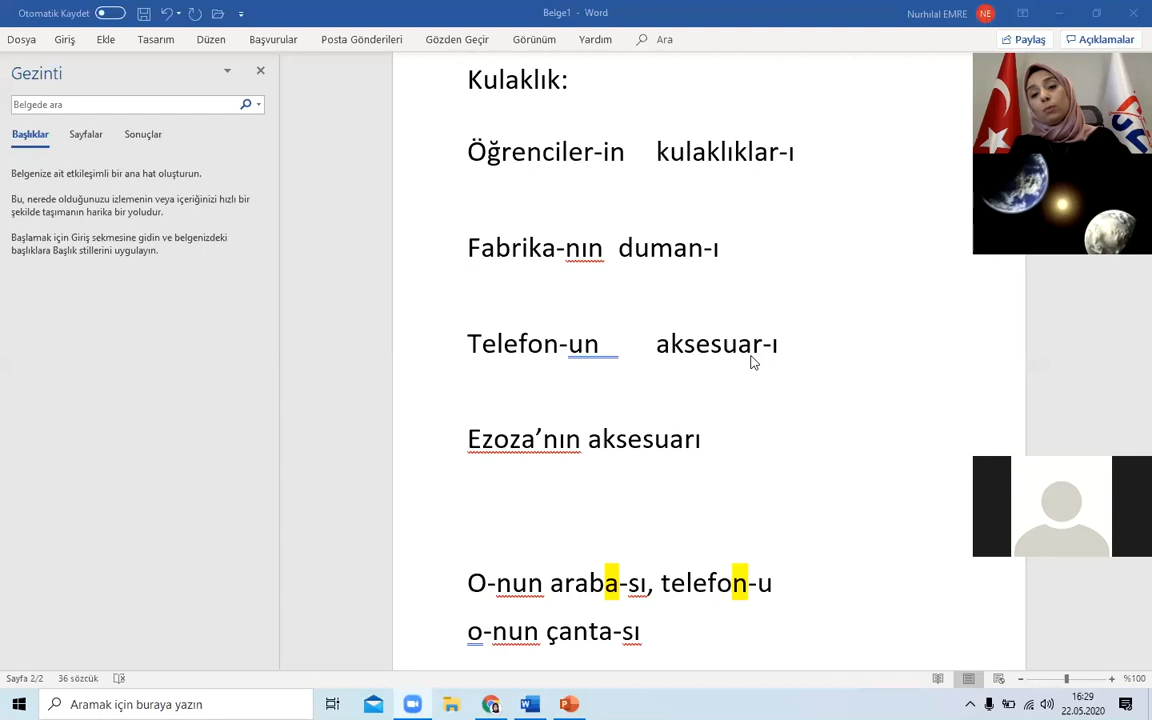 Otomatik Kaydet
Belge1 - Word
Nurhilal EMRE
NE
Dosya Giriş Ekle Tasarım Düzen Başvurular Posta Gönderileri Gözden Geçir Görünüm Yardım Ara
Paylaş
Açıklamalar
Gezinti
Belgede ara
Başlıklar Sayfalar Sonuçlar
Belgenize ait etkileşimli bir ana hat oluşturun.
Bu, nerede olduğunuzu izlemenin veya içeriğinizi hızlı bir
şekilde taşımanın harika bir yoludur.
Başlamak için Giriş sekmesine gidin ve belgenizdeki
başlıklara Başlık stillerini uygulayın.
Kulaklık:
Öğrenciler-in kulaklıklar-ı
Fabrika-nın duman-ı
Telefon-un aksesuar-ı
Ezoza’nın aksesuarı
O-nun araba-sı, telefon-u
o-nun çanta-sı
Sayfa 2/2 36 sözcük
%100
Aramak için buraya yazın
16:29
22.05.2020